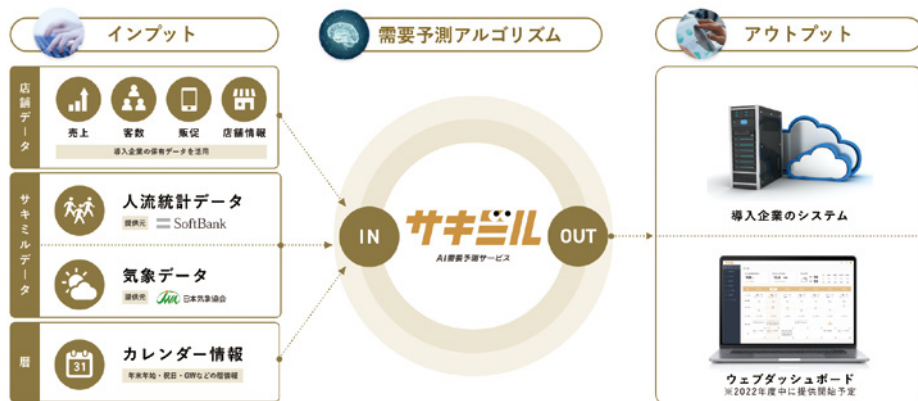 インプット
需要予測アルゴリズム
アウトプット
店舗データ
売上
客数
販促
店舗情報
導入企業の保有データを活用
サキミルデータ
人流統計データ
提供元
SoftBank
気象データ
提供元
日本気象協会
暦
31
カレンダー情報
年末年始・祝日・GWなどの暦情報
IN
サキミル
AI需要予測サービス
OUT
導入企業のシステム
ウェブダッシュボード
※2022年度中に提供開始予定